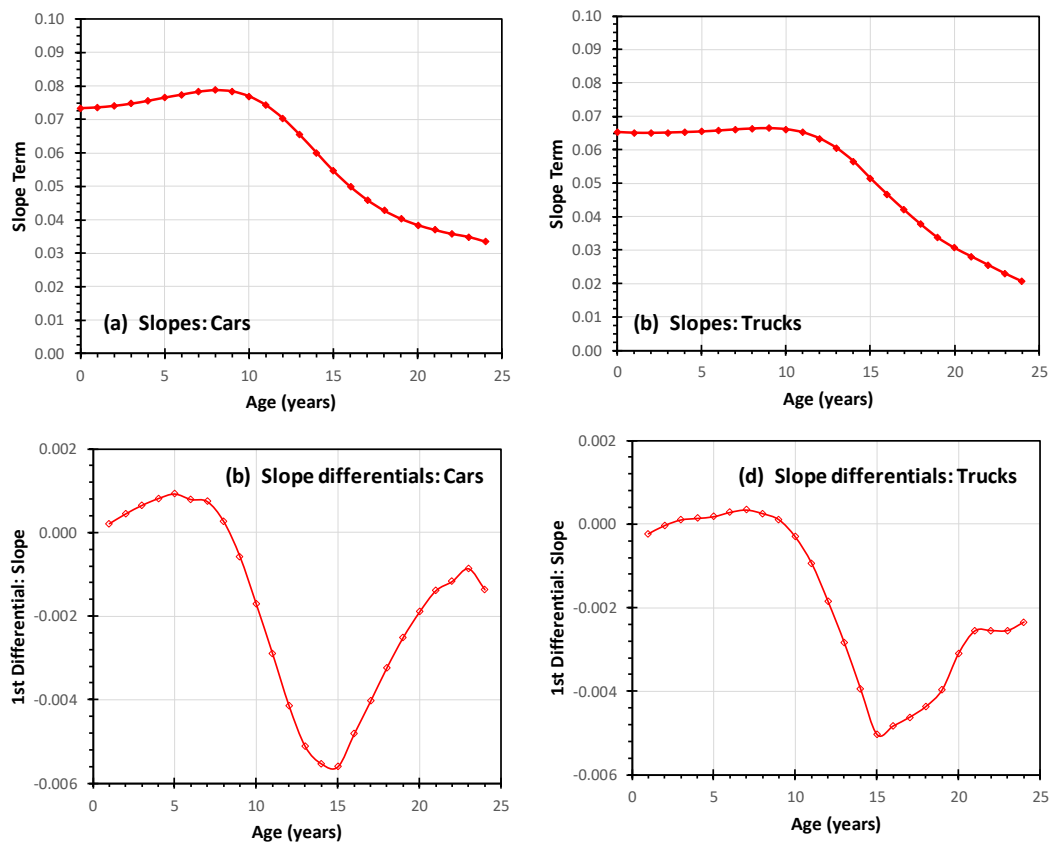 0.10
0.09
0.08
0.07
0.06
0.05
0.04
0.03
0.02
0.01
0.00
Slope Term
(a) Slopes: Cars
0 5 10 15 20 25
Age (years)
0.10
0.09
0.08
0.07
0.06
0.05
0.04
0.03
0.02
0.01
0.00
Slope Term
(b) Slopes: Trucks
0 5 10 15 20 25
Age (years)
0.002
0.000
-0.002
-0.004
-0.006
1st Differential: Slope
(b) Slope differentials: Cars
0 5 10 15 20 25
Age (years)
0.002
0.000
-0.002
-0.004
-0.006
1st Differential: Slope
(d) Slope differentials: Trucks
0 5 10 15 20 25
Age (years)